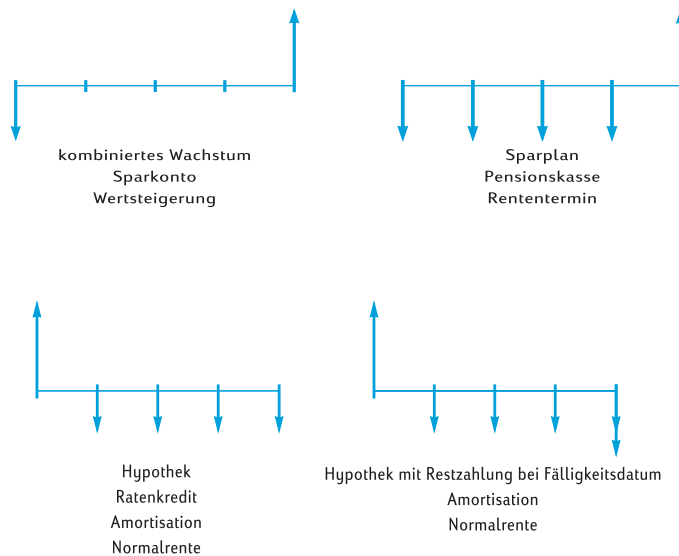 kombiniertes Wachstum
Sparkonto
Wertsteigerung
Sparplan
Pensionskasse
Rententermin
Hypothek
Ratenkredit
Amortisation
Normalrente
Hypothek mit Restzahlung bei Fälligkeitsdatum
Amortisation
Normalrente